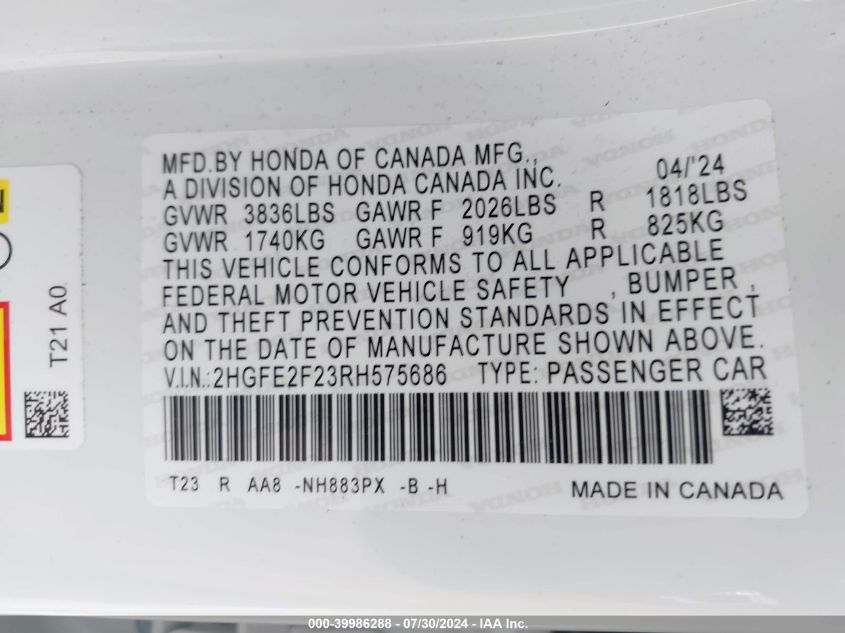 MFD.BY HONDA OF CANADA MFG., 04/'24
A DIVISION OF HONDA CANADA INC.
GVWR 3836LBS GAWR F 2026LBS R 1818LBS
GVWR 1740KG GAWR F 919KG R 825KG
THIS VEHICLE CONFORMS TO ALL APPLICABLE
FEDERAL MOTOR VEHICLE SAFETY , BUMPER ,
AND THEFT PREVENTION STANDARDS IN EFFECT
ON THE DATE OF MANUFACTURE SHOWN ABOVE.
V.I.N.:2HGFE2F23RH575686 TYPE: PASSENGER CAR
T23 R AA8 -NH883PX -B -H MADE IN CANADA
T21 A0
000-39986288 - 07/30/2024 - IAA Inc.